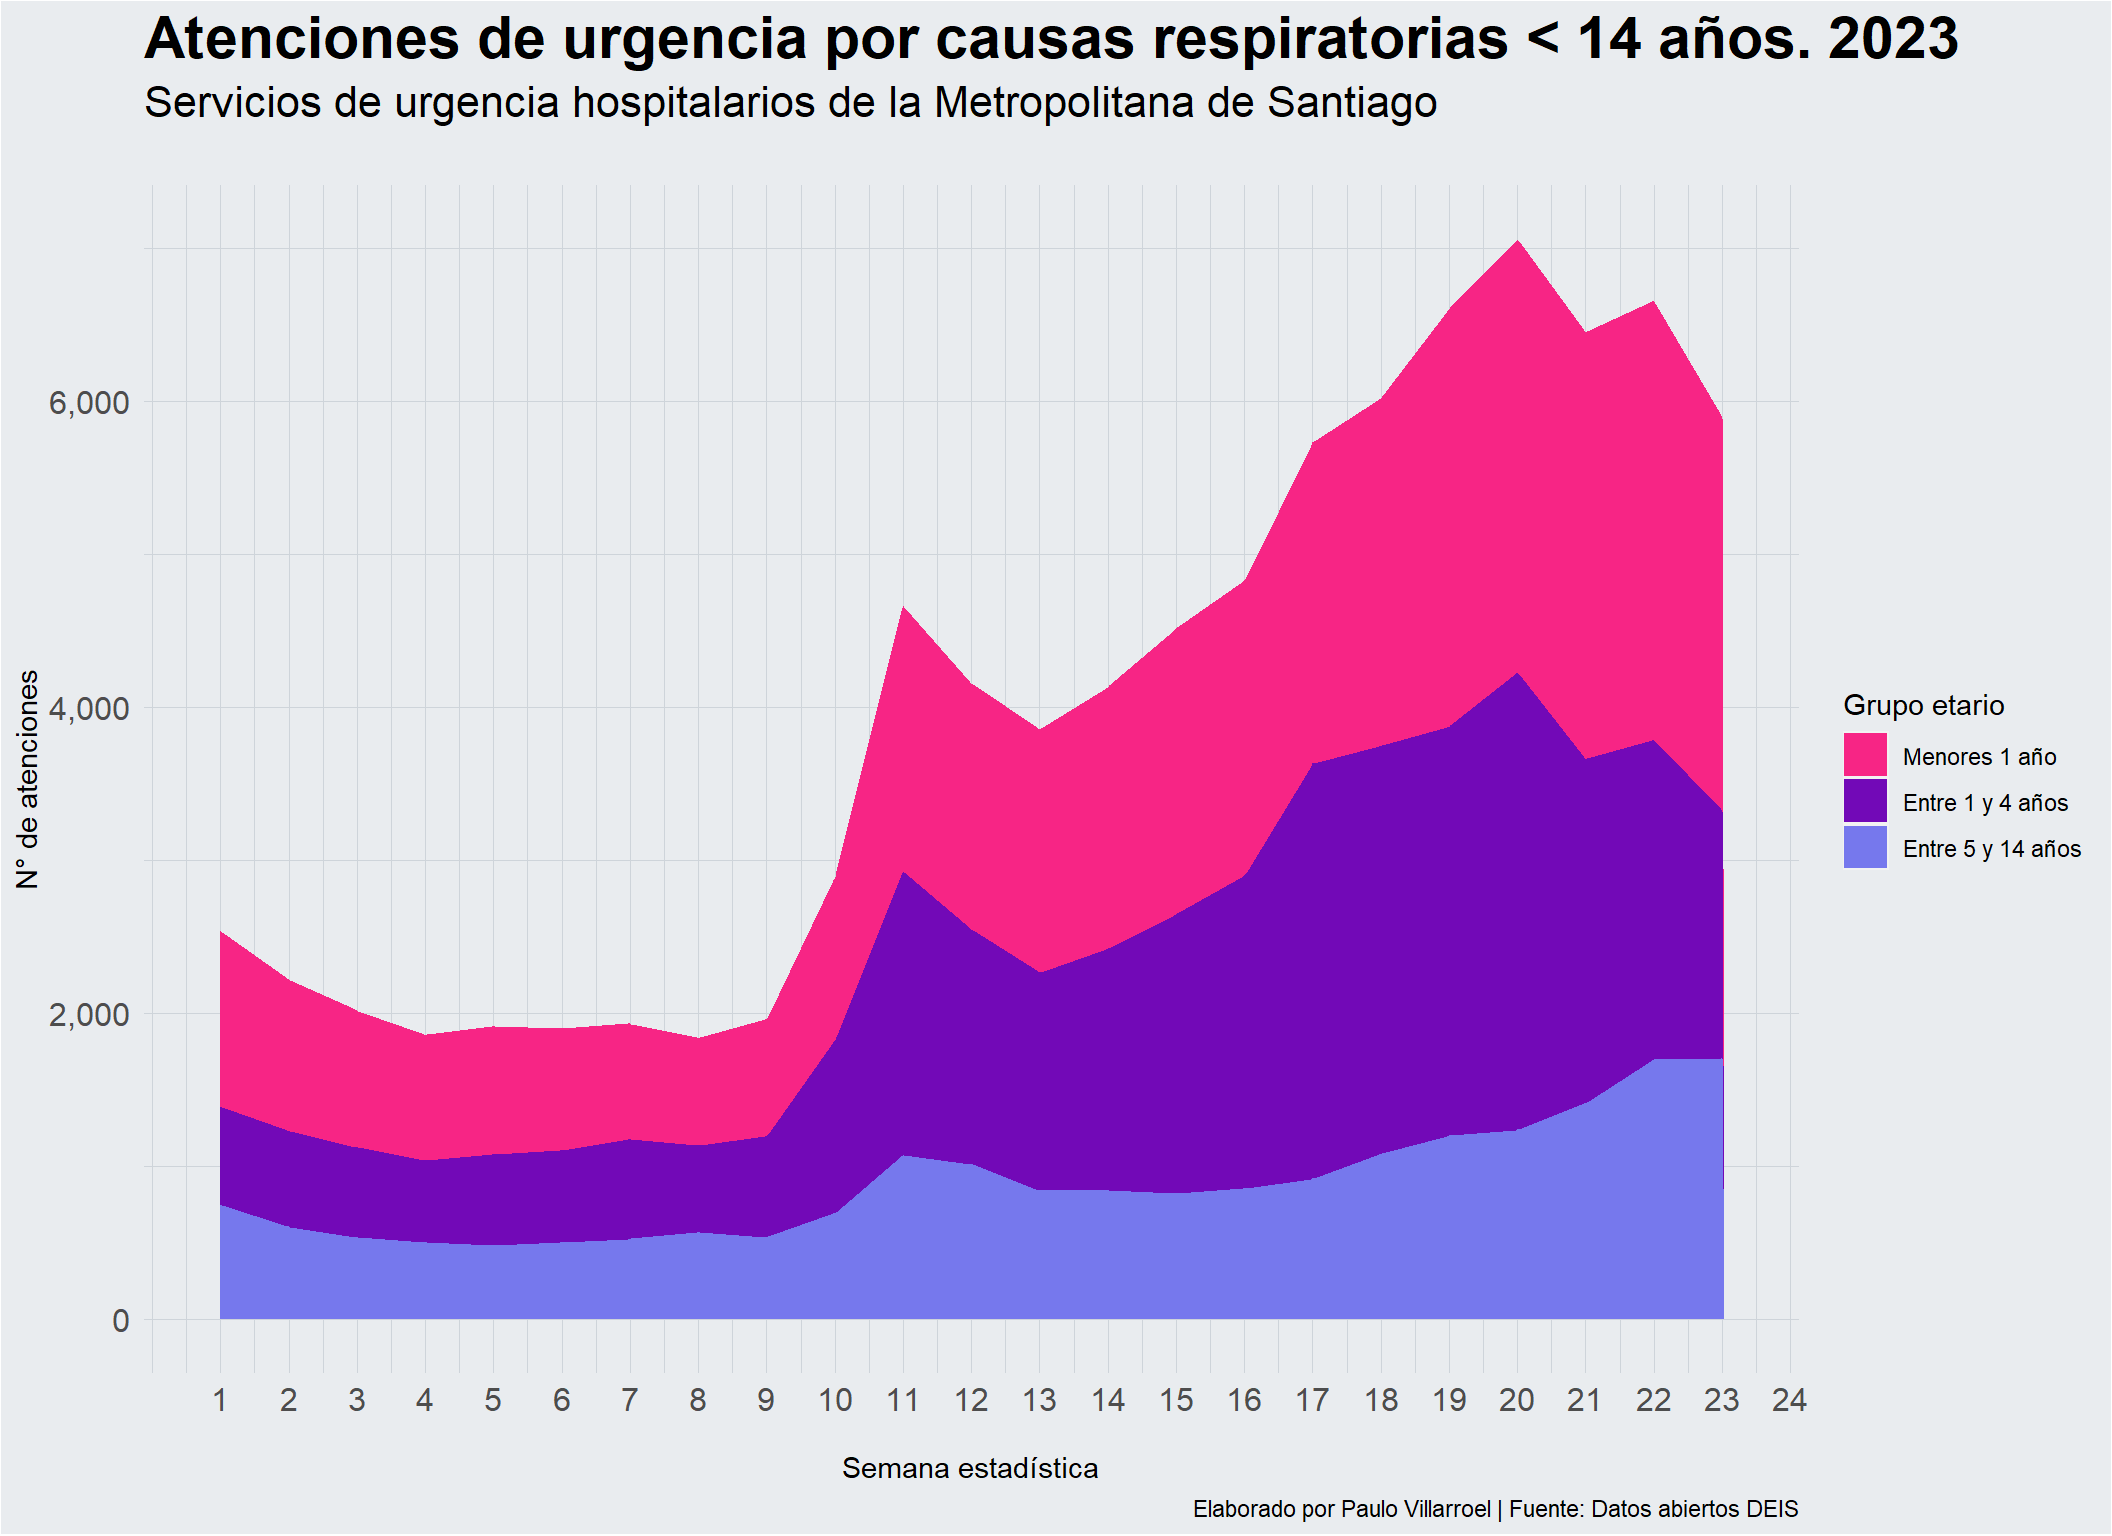 Atenciones de urgencia por causas respiratorias < 14 años. 2023
Servicios de urgencia hospitalarios de la Metropolitana de Santiago
N° de atenciones
6,000
4,000
2,000
0
1 2 3 4 5 6 7 8 9 10 11 12 13 14 15 16 17 18 19 20 21 22 23 24
Semana estadística
Grupo etario
Menores 1 año
Entre 1 y 4 años
Entre 5 y 14 años
Elaborado por Paulo Villarroel | Fuente: Datos abiertos DEIS